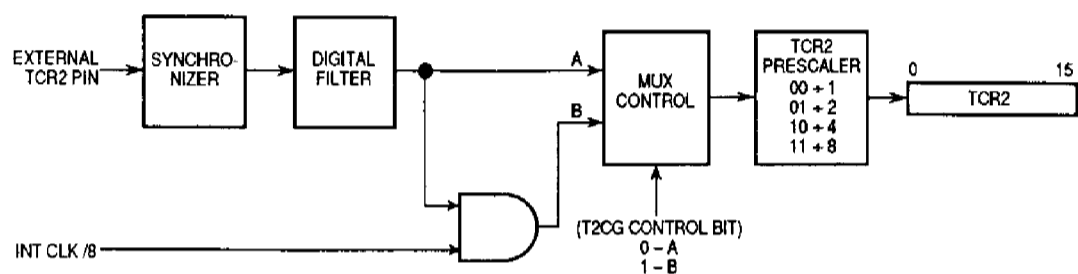 EXTERNAL
TCR2 PIN
SYNCHRO-
NIZER
DIGITAL
FILTER
A
B
MUX
CONTROL
TCR2
PRESCALER
00 ÷ 1
01 ÷ 2
10 ÷ 4
11 ÷ 8
0 15
TCR2
INT CLK /8
(T2CG CONTROL BIT)
0 – A
1 – B